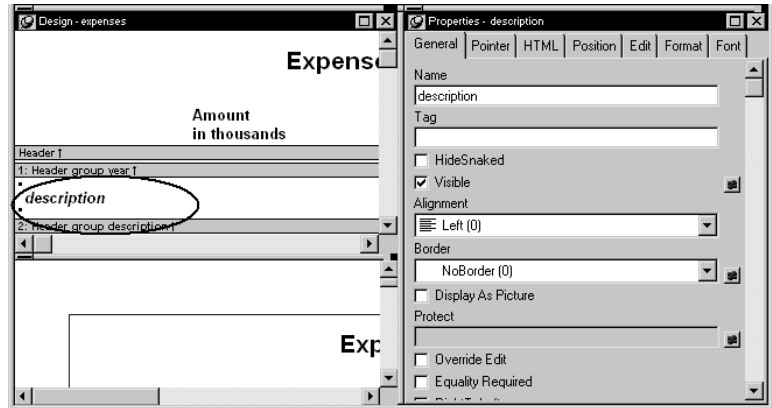 Design - expenses
Expense
Amount
in thousands
Header ↑
1: Header group year ↑
description
2: Header group description ↑
Exp
Properties - description
General Pointer HTML Position Edit Format Font
Name
description
Tag
HideSnaked
Visible
Alignment
Left (0)
Border
NoBorder (0)
Display As Picture
Protect
Override Edit
Equality Required